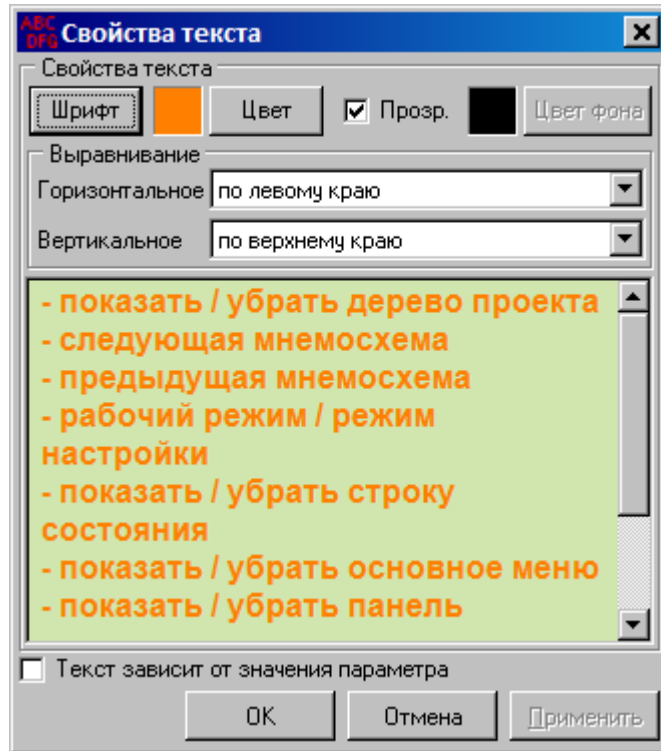 ABC
DFG Свойства текста
Свойства текста
Шрифт Цвет Прозр. Цвет фона
Выравнивание
Горизонтальное по левому краю
Вертикальное по верхнему краю
- показать / убрать дерево проекта
- следующая мнемосхема
- предыдущая мнемосхема
- рабочий режим / режим
настройки
- показать / убрать строку
состояния
- показать / убрать основное меню
- показать / убрать панель
Текст зависит от значения параметра
OK Отмена Применить